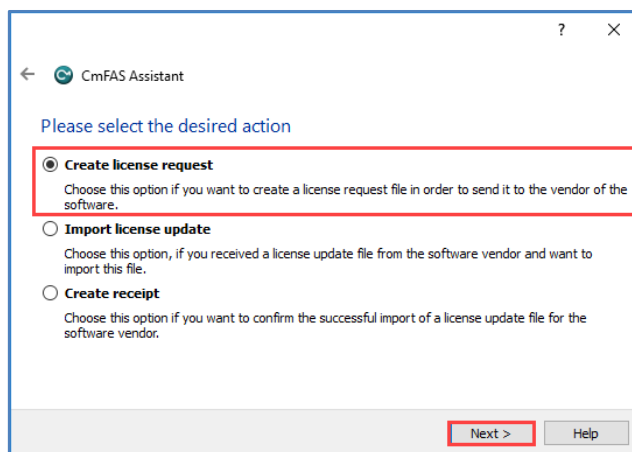 ?
CmFAS Assistant
Please select the desired action
Create license request
Choose this option if you want to create a license request file in order to send it to the vendor of the
software.
Import license update
Choose this option, if you received a license update file from the software vendor and want to
import this file.
Create receipt
Choose this option if you want to confirm the successful import of a license update file for the
software vendor.
Next >
Help